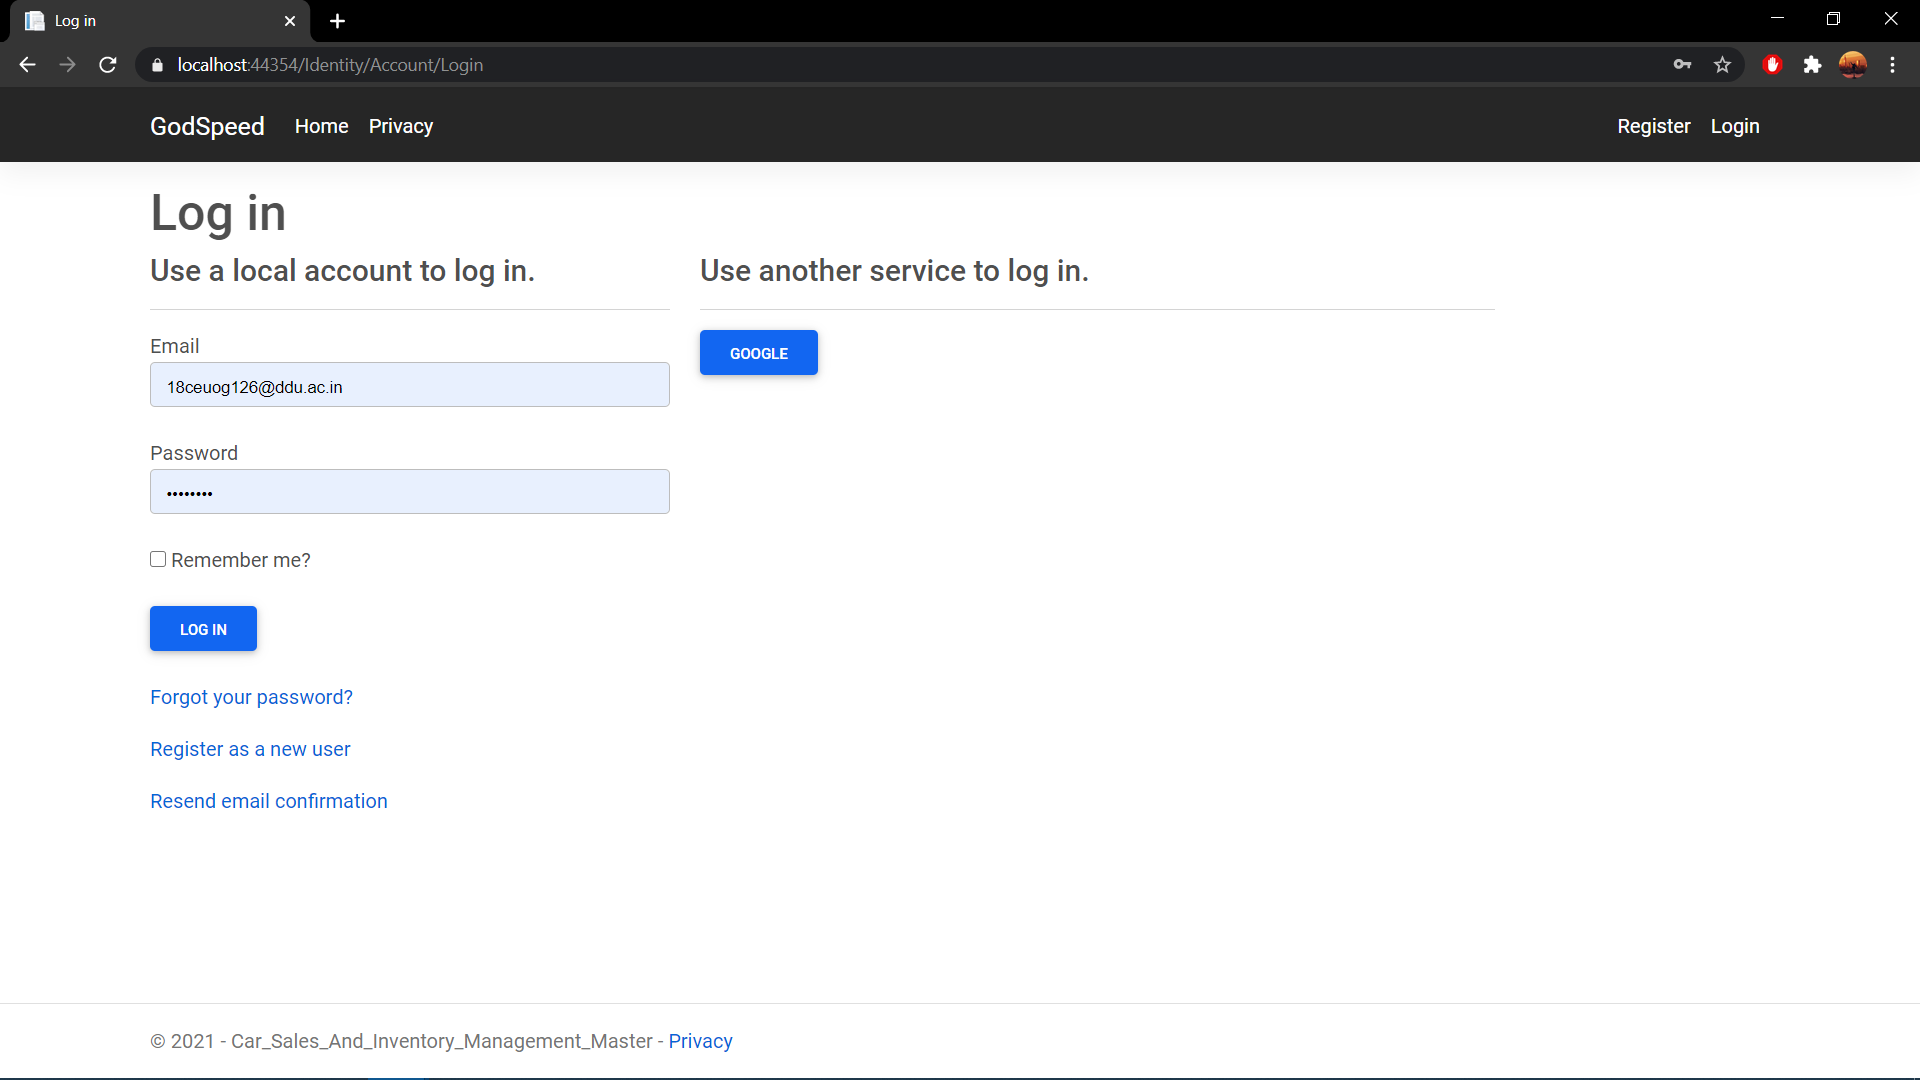 Log in
localhost:44354/Identity/Account/Login
GodSpeed Home Privacy Register Login
Log in
Use a local account to log in.
Use another service to log in.
GOOGLE
Email
18ceuog126@ddu.ac.in
Password
••••••••
Remember me?
LOG IN
Forgot your password?
Register as a new user
Resend email confirmation
© 2021 - Car_Sales_And_Inventory_Management_Master - Privacy